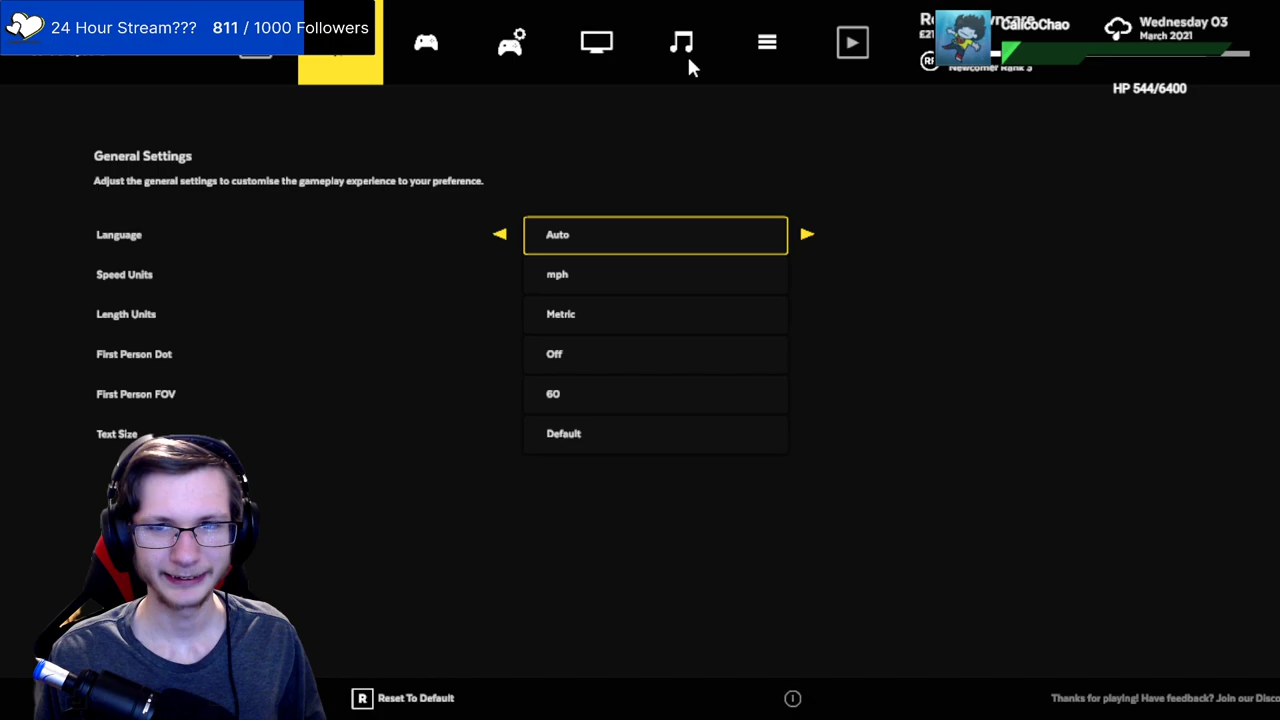 24 Hour Stream??? 811 / 1000 Followers
CalicoChao
Wednesday 03
March 2021
Newcomer Rank 3
HP 544/6400
General Settings
Adjust the general settings to customise the gameplay experience to your preference.
Language Auto
Speed Units mph
Length Units Metric
First Person Dot Off
First Person FOV 60
Text Size Default
R Reset To Default
Thanks for playing! Have feedback? Join our Disco